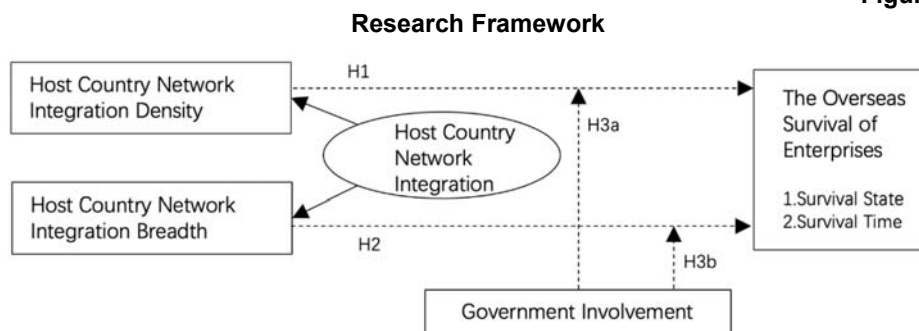 Research Framework
Host Country Network
Integration Density
H1
Host Country
Network
Integration
H3a
The Overseas
Survival of
Enterprises
1.Survival State
2.Survival Time
Host Country Network
Integration Breadth
H2
H3b
Government Involvement